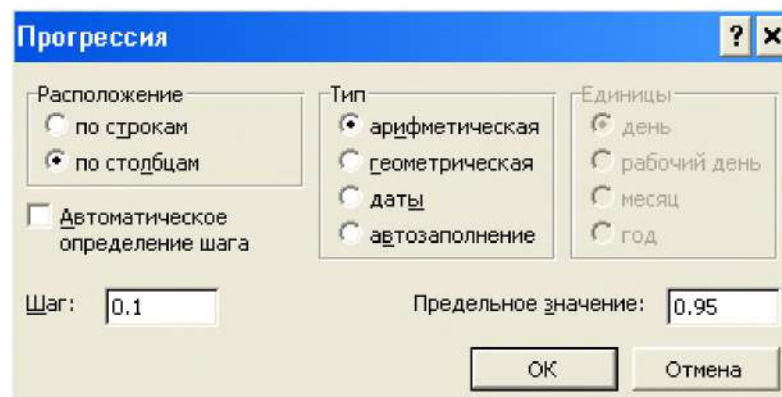 Прогрессия
Расположение
по строкам
по столбцам
Автоматическое
определение шага
Тип
арифметическая
геометрическая
даты
автозаполнение
Единицы
день
рабочий день
месяц
год
Шаг: 0.1
Предельное значение: 0.95
ОК
Отмена